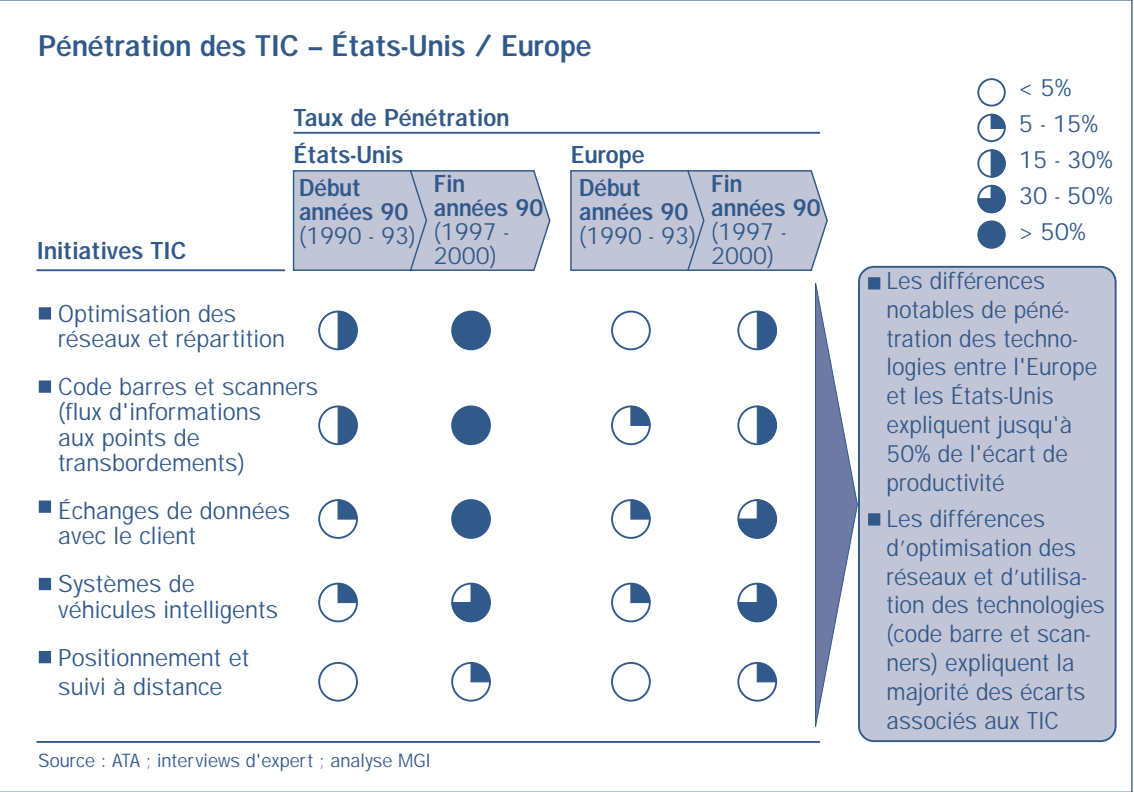 Pénétration des TIC – États-Unis / Europe
< 5%
5 - 15%
15 - 30%
30 - 50%
> 50%
Taux de Pénétration
États-Unis
Europe
Initiatives TIC
Début
années 90
(1990 - 93)
Fin
années 90
(1997 -
2000)
Début
années 90
(1990 - 93)
Fin
années 90
(1997 -
2000)
Optimisation des
réseaux et répartition
Code barres et scanners
(flux d'informations
aux points de
transbordements)
Échanges de données
avec le client
Systèmes de
véhicules intelligents
Positionnement et
suivi à distance
Les différences
notables de péné-
tration des techno-
logies entre l'Europe
et les États-Unis
expliquent jusqu'à
50% de l'écart de
productivité
Les différences
d’optimisation des
réseaux et d’utilisa-
tion des technologies
(code barre et scan-
ners) expliquent la
majorité des écarts
associés aux TIC
Source : ATA ; interviews d'expert ; analyse MGI